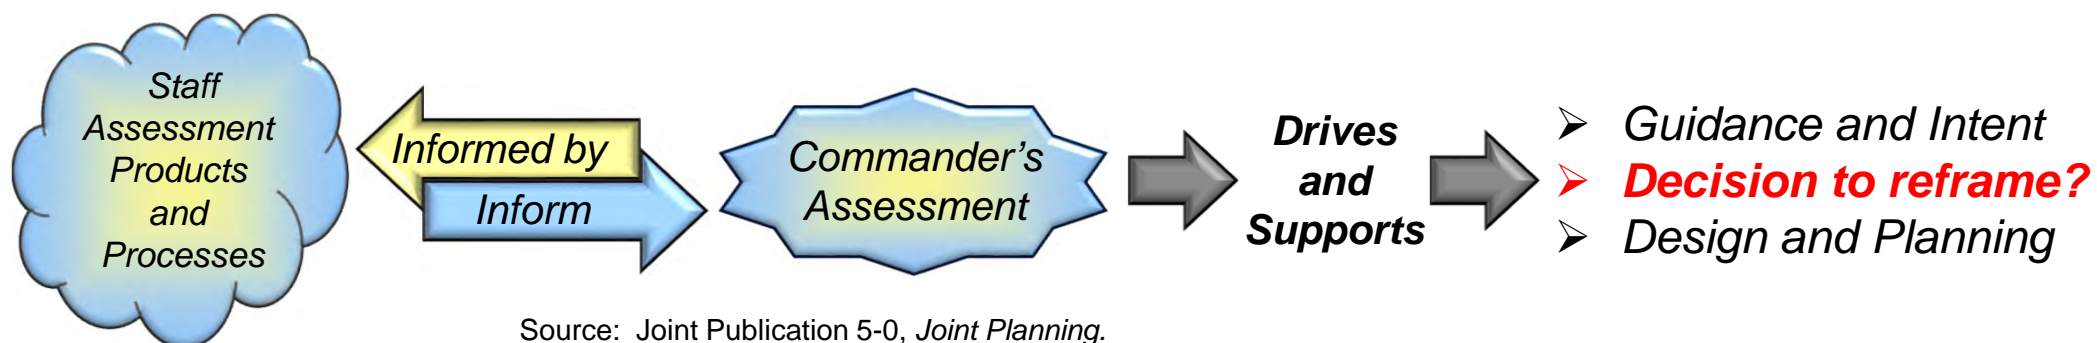 Staff
Assessment
Products
and
Processes
Informed by
Inform
Commander’s
Assessment
Drives
and
Supports
➢ Guidance and Intent
➢ Decision to reframe?
➢ Design and Planning
Source: Joint Publication 5-0, Joint Planning.